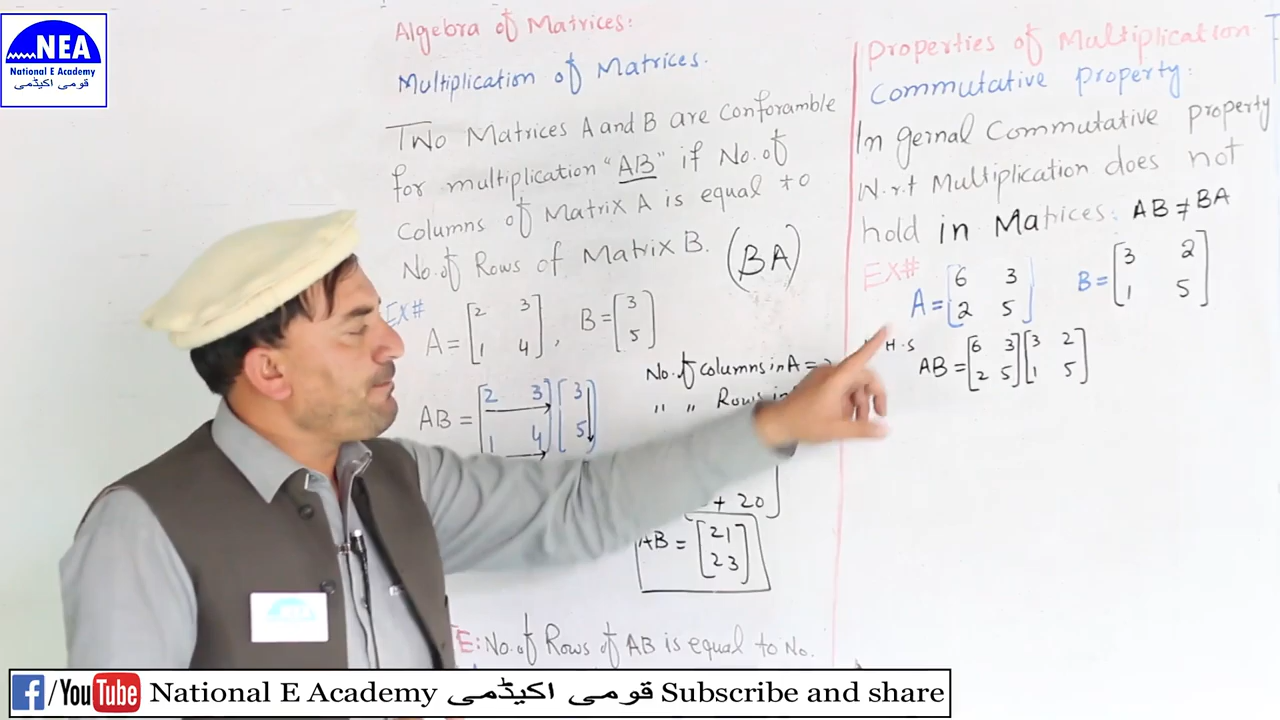 NEA
National E Academy
قومی اکیڈمی
Algebra of Matrices:
Multiplication of Matrices.
Two Matrices A and B are conforamble
for multiplication "AB" if No. of
Columns of Matrix A is equal to
No. of Rows of Matrix B. (BA)
EX#
A = [2 3
1 4], B = [3
5]
No. of columns in A =
" " Rows in
AB = [2 3
1 4] [3
5]
+ 20]
AB = [21
23]
E: No. of Rows of AB is equal to No.
Properties of Multiplication
Commutative property:
In gernal Commutative property
W.r.t Multiplication does not
hold in Matices: AB ≠ BA
EX#
A = [6 3
2 5] B = [3 2
1 5]
H.S
AB = [6 3
2 5] [3 2
1 5]
NEA
f/YouTube National E Academy قومی اکیڈمی Subscribe and share